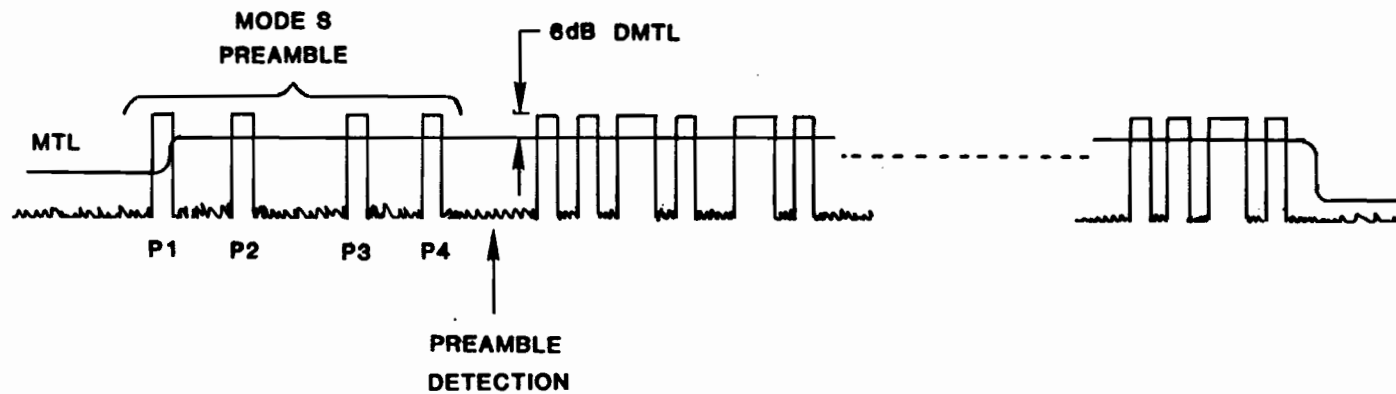 MODE S
PREAMBLE
6dB DMTL
MTL
P1
P2
P3
P4
PREAMBLE
DETECTION